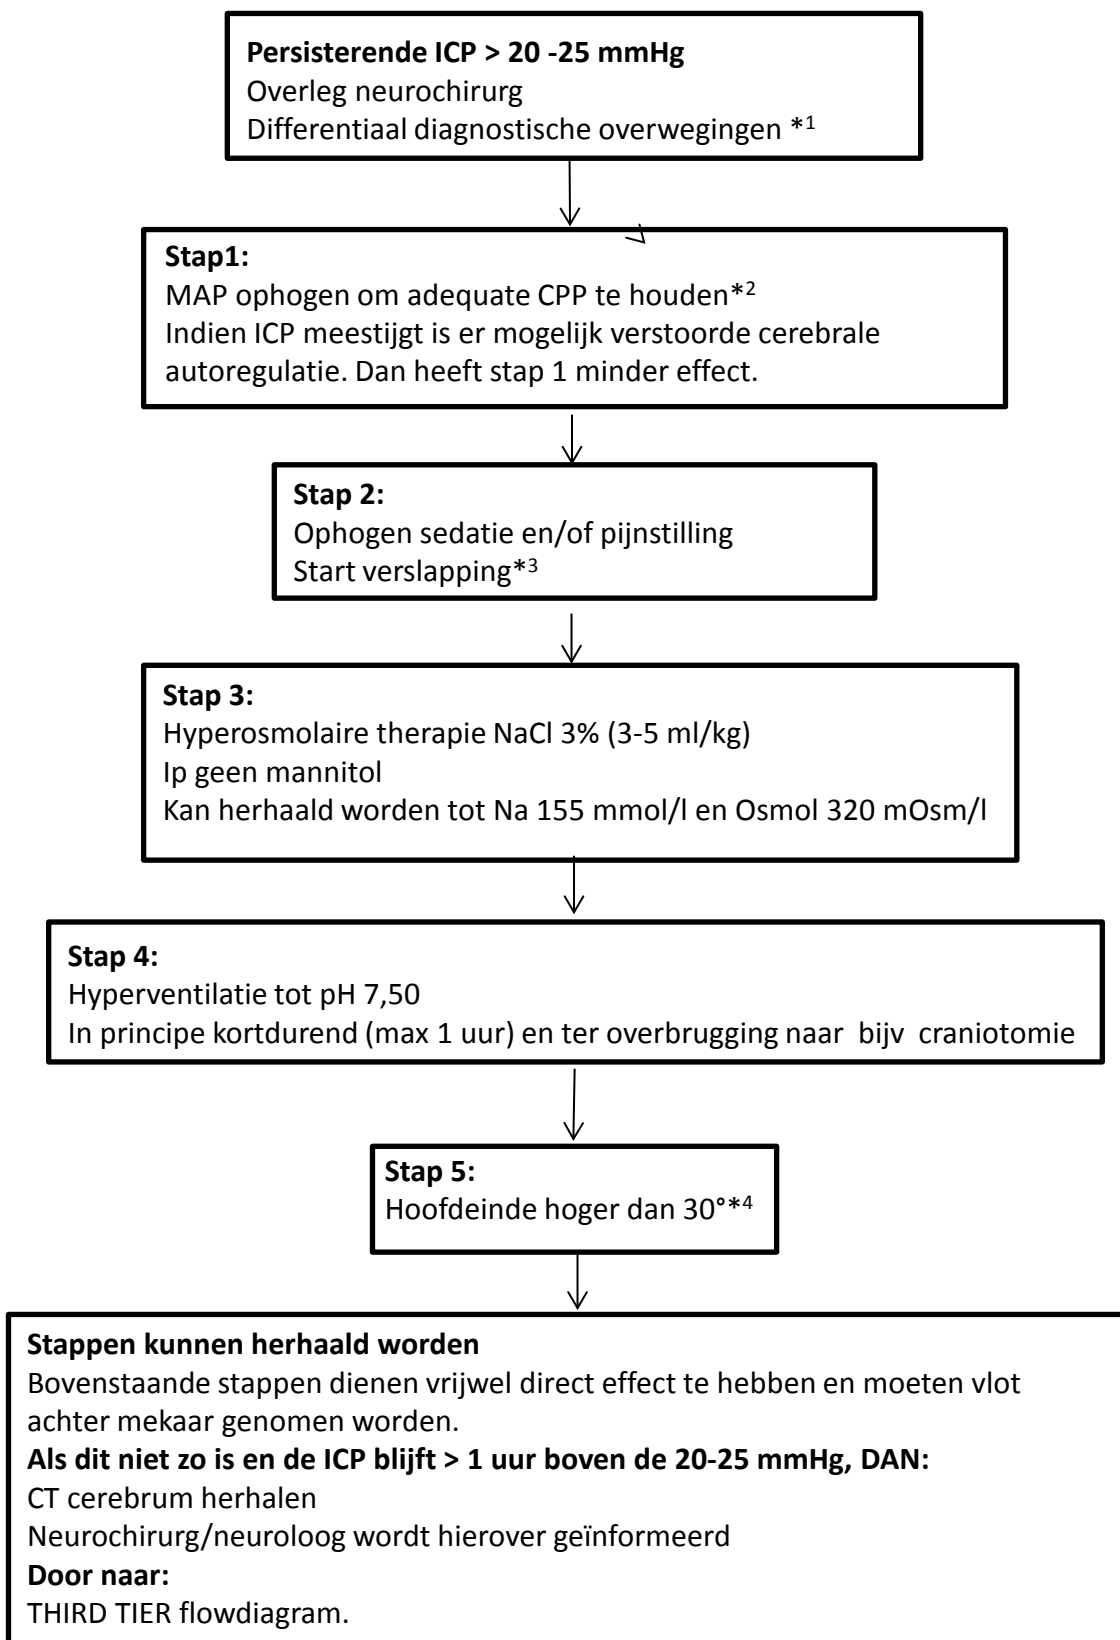 Persisterende ICP > 20 -25 mmHg
Overleg neurochirurg
Differentiaal diagnostische overwegingen *1
Stap1:
MAP ophogen om adequate CPP te houden*2
Indien ICP meestijgt is er mogelijk verstoorde cerebrale
autoregulatie. Dan heeft stap 1 minder effect.
Stap 2:
Ophogen sedatie en/of pijnstilling
Start verslapping*3
Stap 3:
Hyperosmolaire therapie NaCl 3% (3-5 ml/kg)
Ip geen mannitol
Kan herhaald worden tot Na 155 mmol/l en Osmol 320 mOsm/l
Stap 4:
Hyperventilatie tot pH 7,50
In principe kortdurend (max 1 uur) en ter overbrugging naar bijv craniotomie
Stap 5:
Hoofdeinde hoger dan 30°*4
Stappen kunnen herhaald worden
Bovenstaande stappen dienen vrijwel direct effect te hebben en moeten vlot
achter mekaar genomen worden.
Als dit niet zo is en de ICP blijft > 1 uur boven de 20-25 mmHg, DAN:
CT cerebrum herhalen
Neurochirurg/neuroloog wordt hierover geïnformeerd
Door naar:
THIRD TIER flowdiagram.